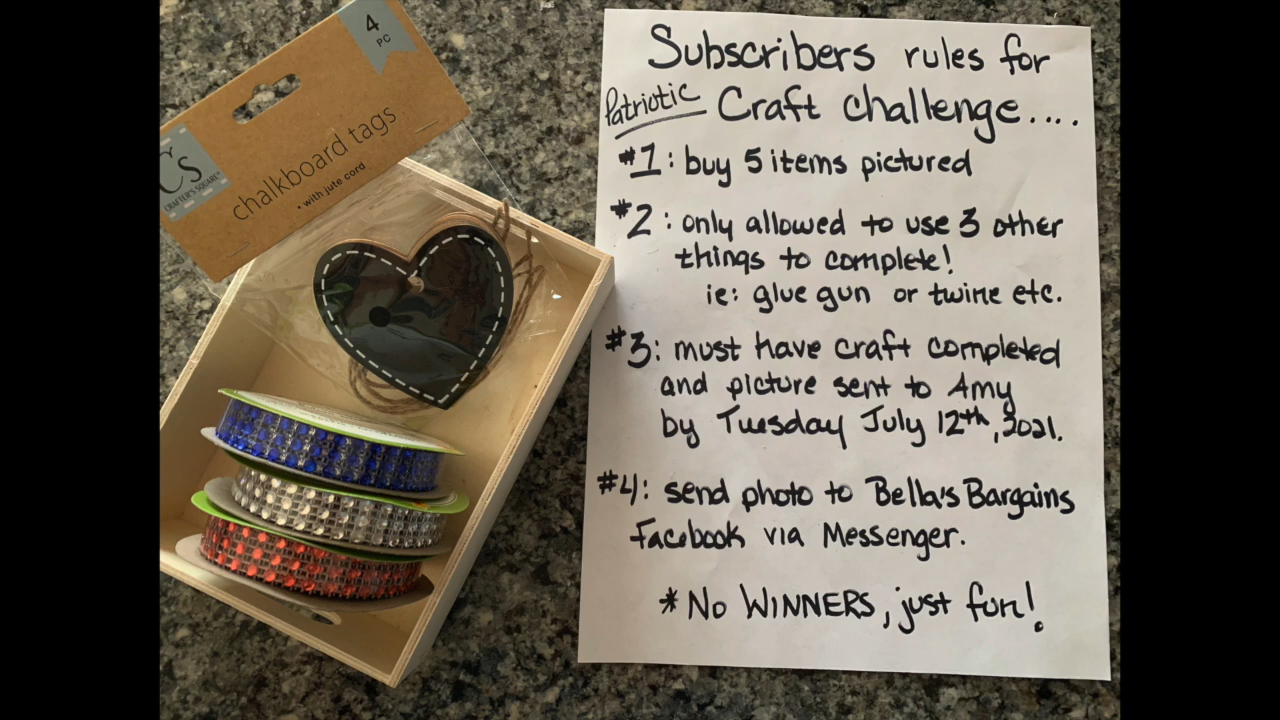 4
PC
Cs
CRAFTER'S SQUARE
chalkboard tags
• with jute cord
Subscribers rules for
Patriotic Craft challenge....
#1: buy 5 items pictured
#2: only allowed to use 3 other
things to complete!
ie: glue gun or twine etc.
#3: must have craft completed
and picture sent to Amy
by Tuesday July 12th, 2021.
#4: send photo to Bella's Bargains
Facebook via Messenger.
* No WINNERS, just fun!